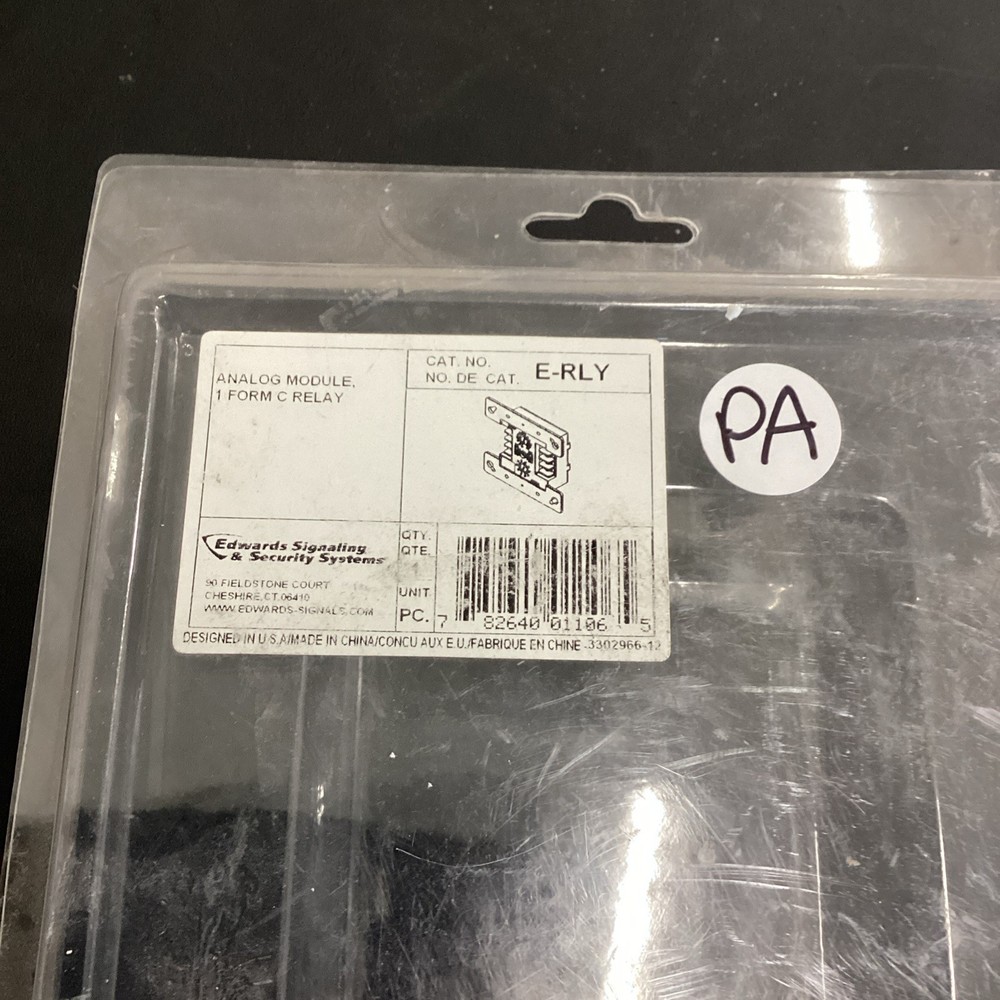 ANALOG MODULE,
1 FORM C RELAY
CAT. NO.
NO. DE CAT. E-RLY
PA
Edwards Signaling
& Security Systems
90 FIELDSTONE COURT
CHESHIRE,CT.06410
WWW.EDWARDS-SIGNALS.COM
QTY.
QTE.
UNIT
PC.
7 82640 01106 5
DESIGNED IN U.S.A/MADE IN CHINA/CONCU AUX E.U./FABRIQUE EN CHINE 3302966-12